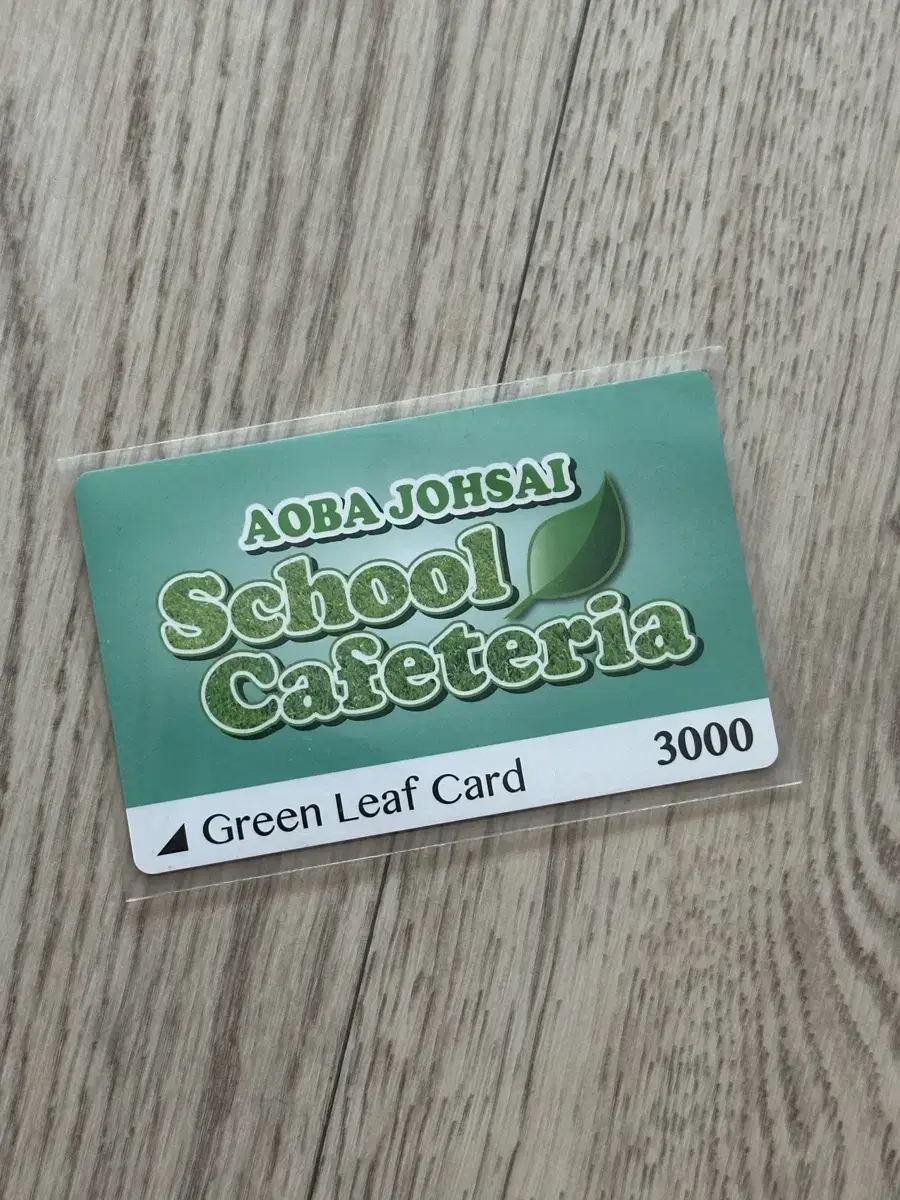 AOBA JOHSAI
School
Cafeteria
3000
Green Leaf Card